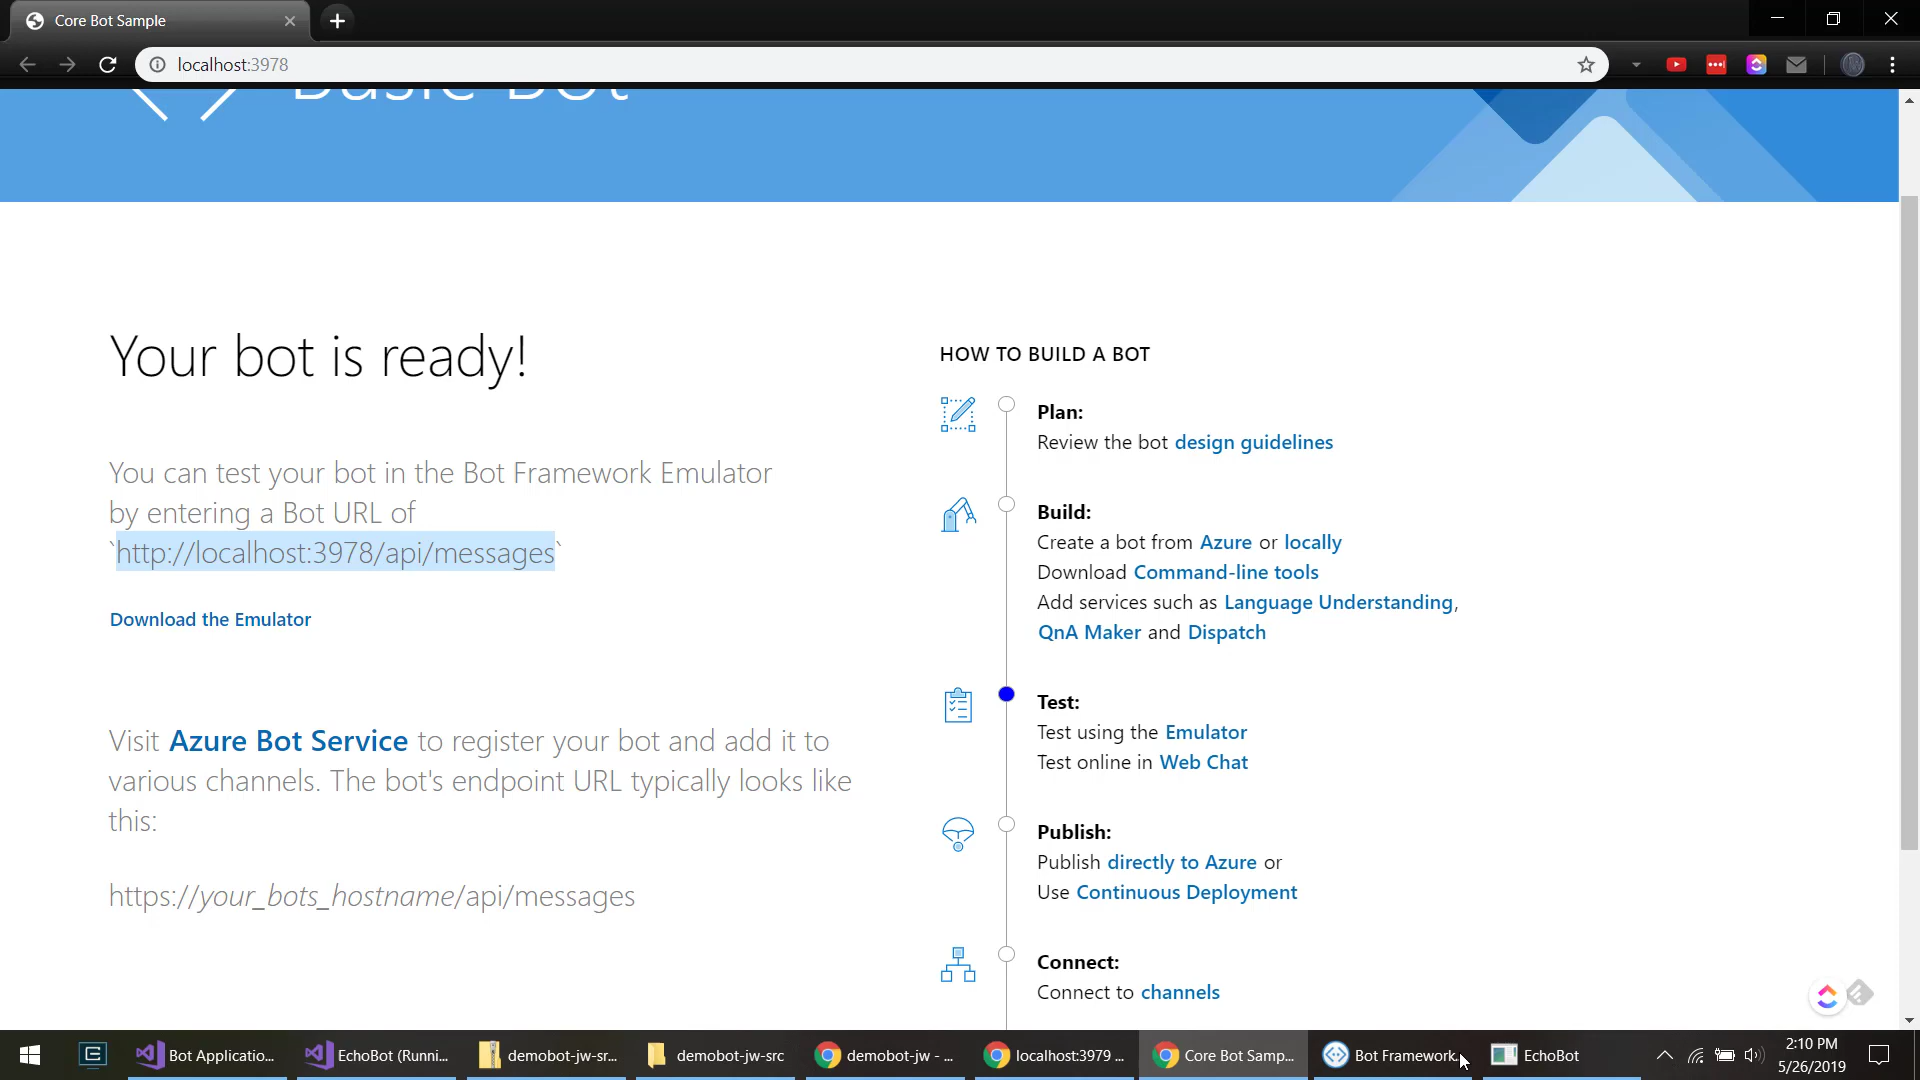 Core Bot Sample
localhost:3978
Basic Bot
Your bot is ready!
You can test your bot in the Bot Framework Emulator
by entering a Bot URL of
`http://localhost:3978/api/messages`
Download the Emulator
Visit Azure Bot Service to register your bot and add it to
various channels. The bot's endpoint URL typically looks like
this:
https://your_bots_hostname/api/messages
HOW TO BUILD A BOT
Plan:
Review the bot design guidelines
Build:
Create a bot from Azure or locally
Download Command-line tools
Add services such as Language Understanding,
QnA Maker and Dispatch
Test:
Test using the Emulator
Test online in Web Chat
Publish:
Publish directly to Azure or
Use Continuous Deployment
Connect:
Connect to channels
Bot Applicatio...
EchoBot (Runni...
demobot-jw-sr...
demobot-jw-src
demobot-jw - ...
localhost:3979 ...
Core Bot Samp...
Bot Framework...
EchoBot
2:10 PM
5/26/2019